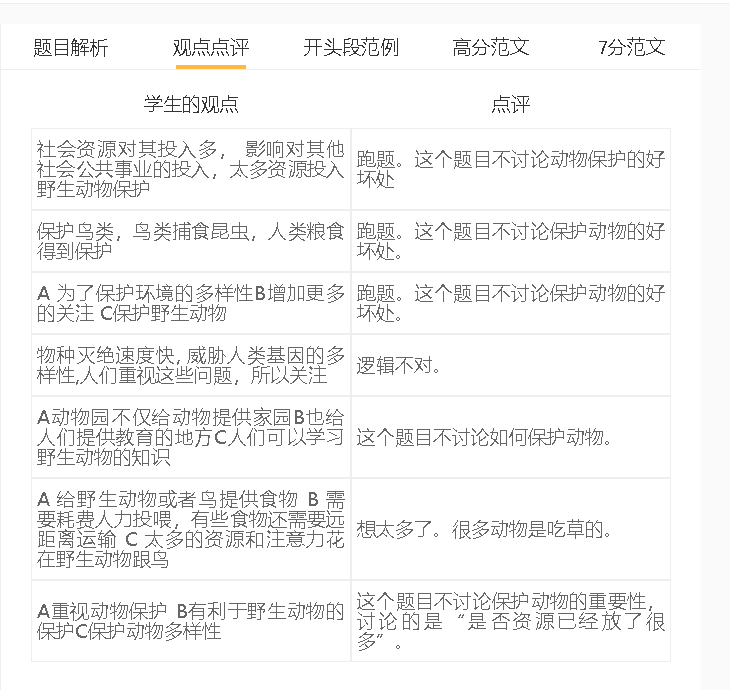 题目解析 观点点评 开头段范例 高分范文 7分范文
学生的观点 点评
社会资源对其投入多， 影响对其他
社会公共事业的投入，太多资源投入
野生动物保护
跑题。这个题目不讨论动物保护的好
坏处
保护鸟类，鸟类捕食昆虫，人类粮食
得到保护
跑题。这个题目不讨论保护动物的好
坏处。
A 为了保护环境的多样性B增加更多
的关注 C保护野生动物
跑题。这个题目不讨论保护动物的好
坏处。
物种灭绝速度快, 威胁人类基因的多
样性,人们重视这些问题，所以关注
逻辑不对。
A动物园不仅给动物提供家园B也给
人们提供教育的地方C人们可以学习
野生动物的知识
这个题目不讨论如何保护动物。
A 给野生动物或者鸟提供食物 B 需
要耗费人力投喂，有些食物还需要远
距离运输 C 太多的资源和注意力花
在野生动物跟鸟
想太多了。很多动物是吃草的。
A重视动物保护 B有利于野生动物的
保护C保护动物多样性
这个题目不讨论保护动物的重要性，
讨论的是“是否资源已经放了很
多”。